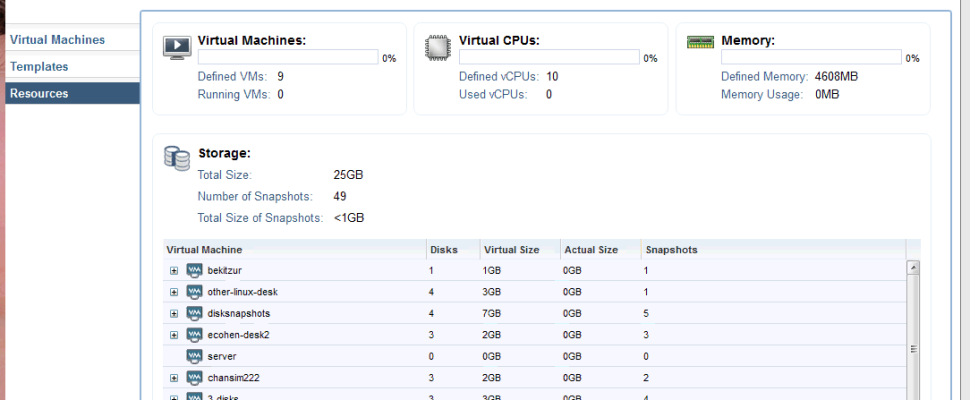 Virtual Machines
Templates
Resources
Virtual Machines:
0%
Defined VMs: 9
Running VMs: 0
Virtual CPUs:
0%
Defined vCPUs: 10
Used vCPUs: 0
Memory:
0%
Defined Memory: 4608MB
Memory Usage: 0MB
Storage:
Total Size: 25GB
Number of Snapshots: 49
Total Size of Snapshots: <1GB
Virtual Machine Disks Virtual Size Actual Size Snapshots
bekitzur 1 1GB 0GB 1
other-linux-desk 4 3GB 0GB 1
disksnapshots 4 7GB 0GB 5
ecohen-desk2 3 2GB 0GB 3
server 0 0GB 0GB 0
chansim222 3 2GB 0GB 2
3 disks 3 3GB 0GB 4